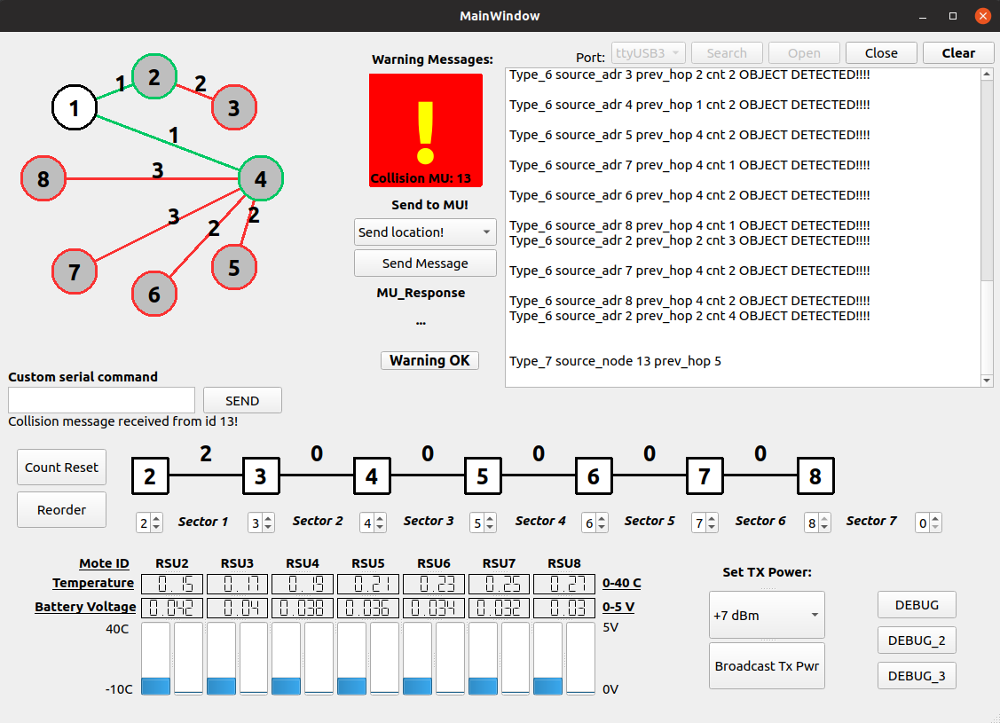 MainWindow
Port:
ttyUSB3
Search
Open
Close
Clear
Warning Messages:
1
2
3
4
5
6
7
8
1
2
1
3
3
2
2
!
Collision MU: 13
Send to MU!
Send location!
Send Message
MU_Response
...
Warning OK
Type_6 source_adr 3 prev_hop 2 cnt 2 OBJECT DETECTED!!!!
Type_6 source_adr 4 prev_hop 1 cnt 2 OBJECT DETECTED!!!!
Type_6 source_adr 5 prev_hop 4 cnt 2 OBJECT DETECTED!!!!
Type_6 source_adr 7 prev_hop 4 cnt 1 OBJECT DETECTED!!!!
Type_6 source_adr 6 prev_hop 4 cnt 2 OBJECT DETECTED!!!!
Type_6 source_adr 8 prev_hop 4 cnt 1 OBJECT DETECTED!!!!
Type_6 source_adr 2 prev_hop 2 cnt 3 OBJECT DETECTED!!!!
Type_6 source_adr 7 prev_hop 4 cnt 2 OBJECT DETECTED!!!!
Type_6 source_adr 8 prev_hop 4 cnt 2 OBJECT DETECTED!!!!
Type_6 source_adr 2 prev_hop 2 cnt 4 OBJECT DETECTED!!!!
Type_7 source_node 13 prev_hop 5
Custom serial command
SEND
Collision message received from id 13!
Count Reset
Reorder
2 0 0 0 0 0
2 3 4 5 6 7 8
2 Sector 1 3 Sector 2 4 Sector 3 5 Sector 4 6 Sector 5 7 Sector 6 8 Sector 7 0
Mote ID RSU2 RSU3 RSU4 RSU5 RSU6 RSU7 RSU8
Temperature 0.15 0.17 0.19 0.21 0.23 0.25 0.27 0-40 C
Battery Voltage 0.042 0.04 0.038 0.036 0.034 0.032 0.03 0-5 V
40C
5V
-10C
0V
Set TX Power:
+7 dBm
Broadcast Tx Pwr
DEBUG
DEBUG_2
DEBUG_3